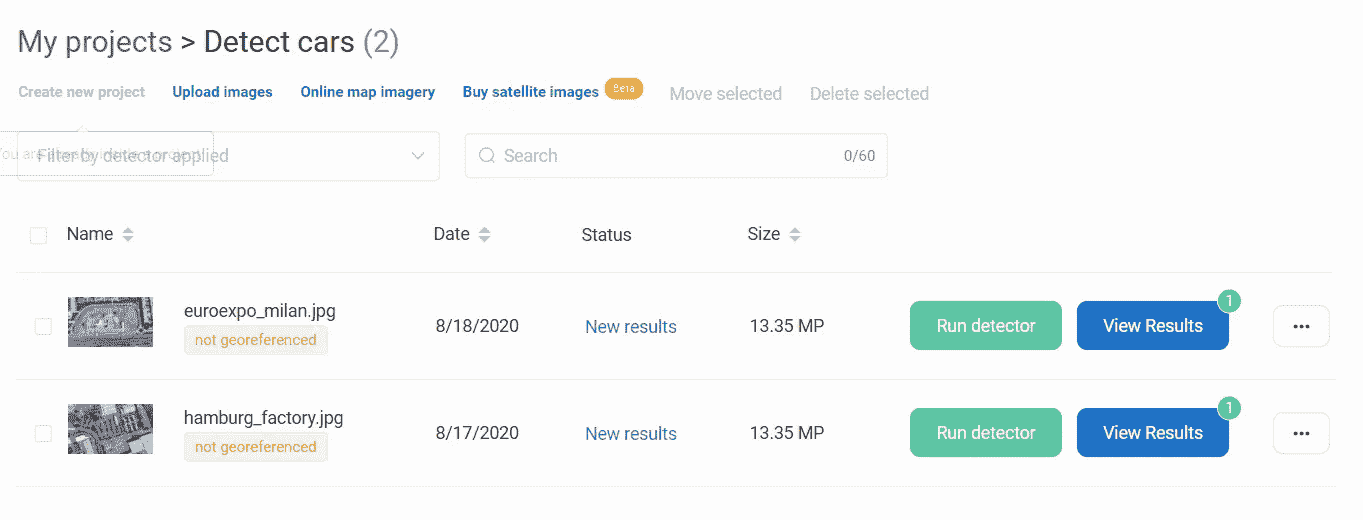 My projects > Detect cars (2)
Create new project Upload images Online map imagery Buy satellite images Beta Move selected Delete selected
Filter by detector applied Search 0/60
Name Date Status Size
euroexpo_milan.jpg 8/18/2020 New results 13.35 MP Run detector View Results 1 ...
not georeferenced
hamburg_factory.jpg 8/17/2020 New results 13.35 MP Run detector View Results 1 ...
not georeferenced